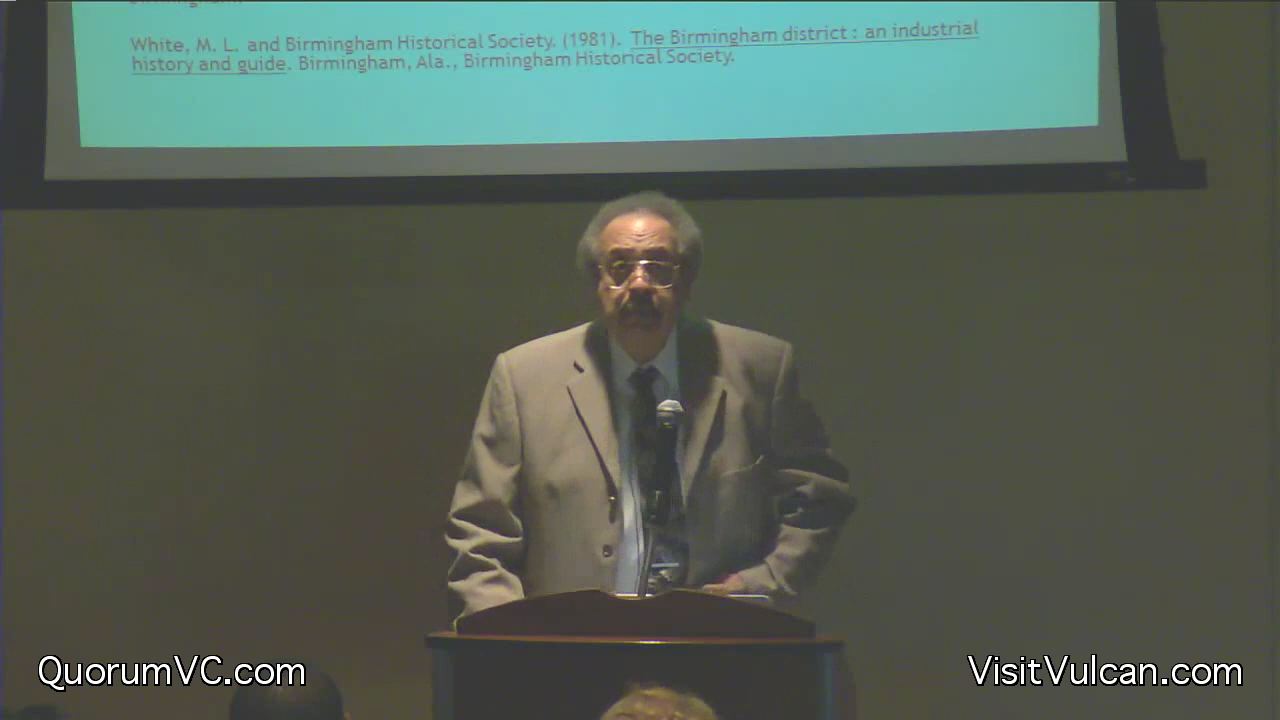 White, M. L. and Birmingham Historical Society. (1981). The Birmingham district : an industrial
history and guide. Birmingham, Ala., Birmingham Historical Society.
QuorumVC.com
VisitVulcan.com